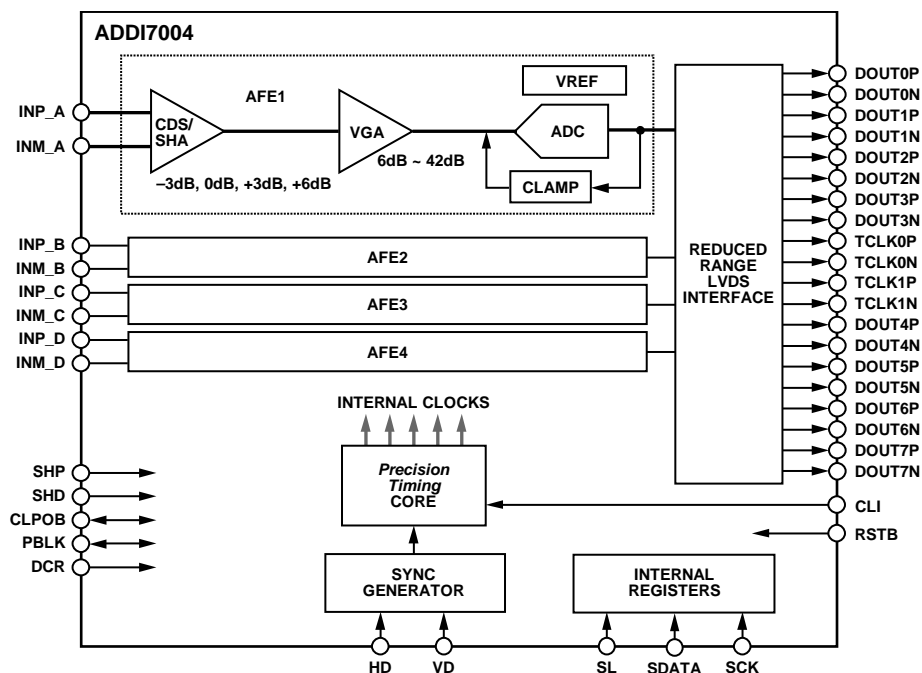 ADDI7004
INP_A
INM_A
AFE1
CDS/
SHA
–3dB, 0dB, +3dB, +6dB
VGA
6dB ~ 42dB
VREF
ADC
CLAMP
INP_B
INM_B
AFE2
INP_C
INM_C
AFE3
INP_D
INM_D
AFE4
REDUCED
RANGE
LVDS
INTERFACE
DOUT0P
DOUT0N
DOUT1P
DOUT1N
DOUT2P
DOUT2N
DOUT3P
DOUT3N
TCLK0P
TCLK0N
TCLK1P
TCLK1N
DOUT4P
DOUT4N
DOUT5P
DOUT5N
DOUT6P
DOUT6N
DOUT7P
DOUT7N
INTERNAL CLOCKS
Precision
Timing
CORE
SHP
SHD
CLPOB
PBLK
DCR
CLI
RSTB
SYNC
GENERATOR
INTERNAL
REGISTERS
HD
VD
SL
SDATA
SCK